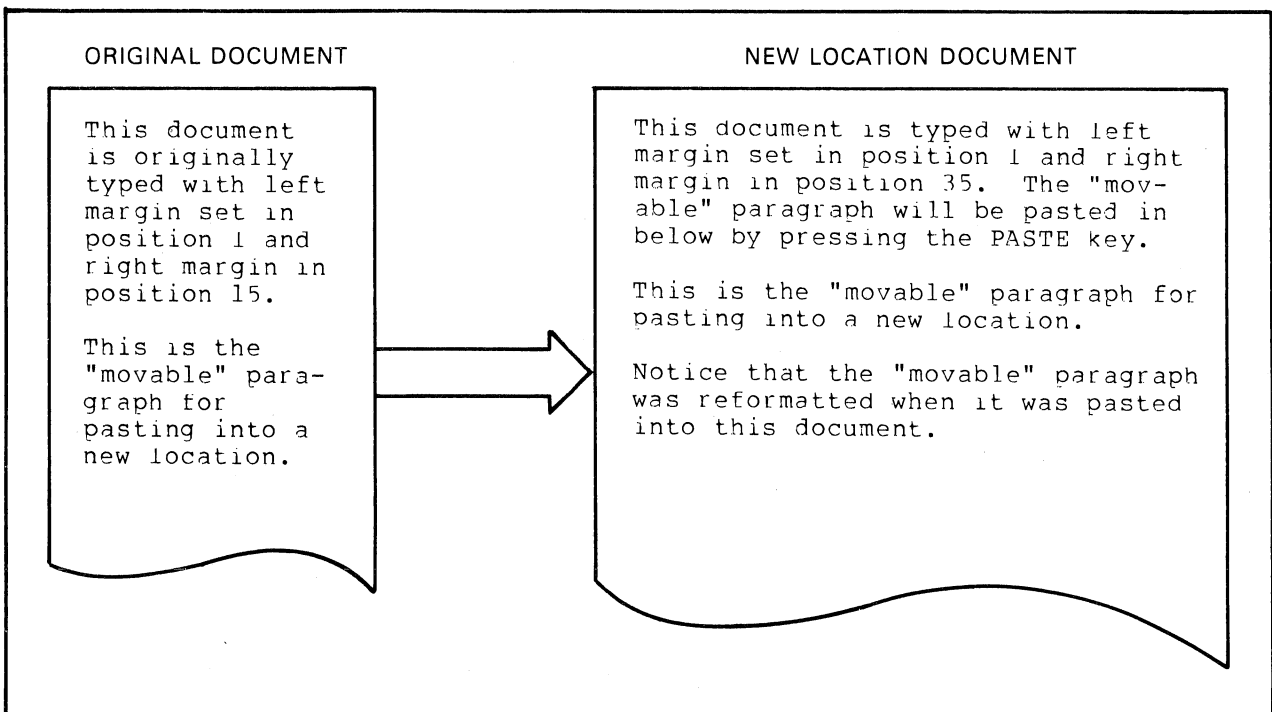 ORIGINAL DOCUMENT
This document
is originally
typed with left
margin set in
position 1 and
right margin in
position 15.
This is the
"movable" para-
graph for
pasting into a
new location.
NEW LOCATION DOCUMENT
This document is typed with left
margin set in position 1 and right
margin in position 35.  The "mov-
able" paragraph will be pasted in
below by pressing the PASTE key.
This is the "movable" paragraph for
pasting into a new location.
Notice that the "movable" paragraph
was reformatted when it was pasted
into this document.